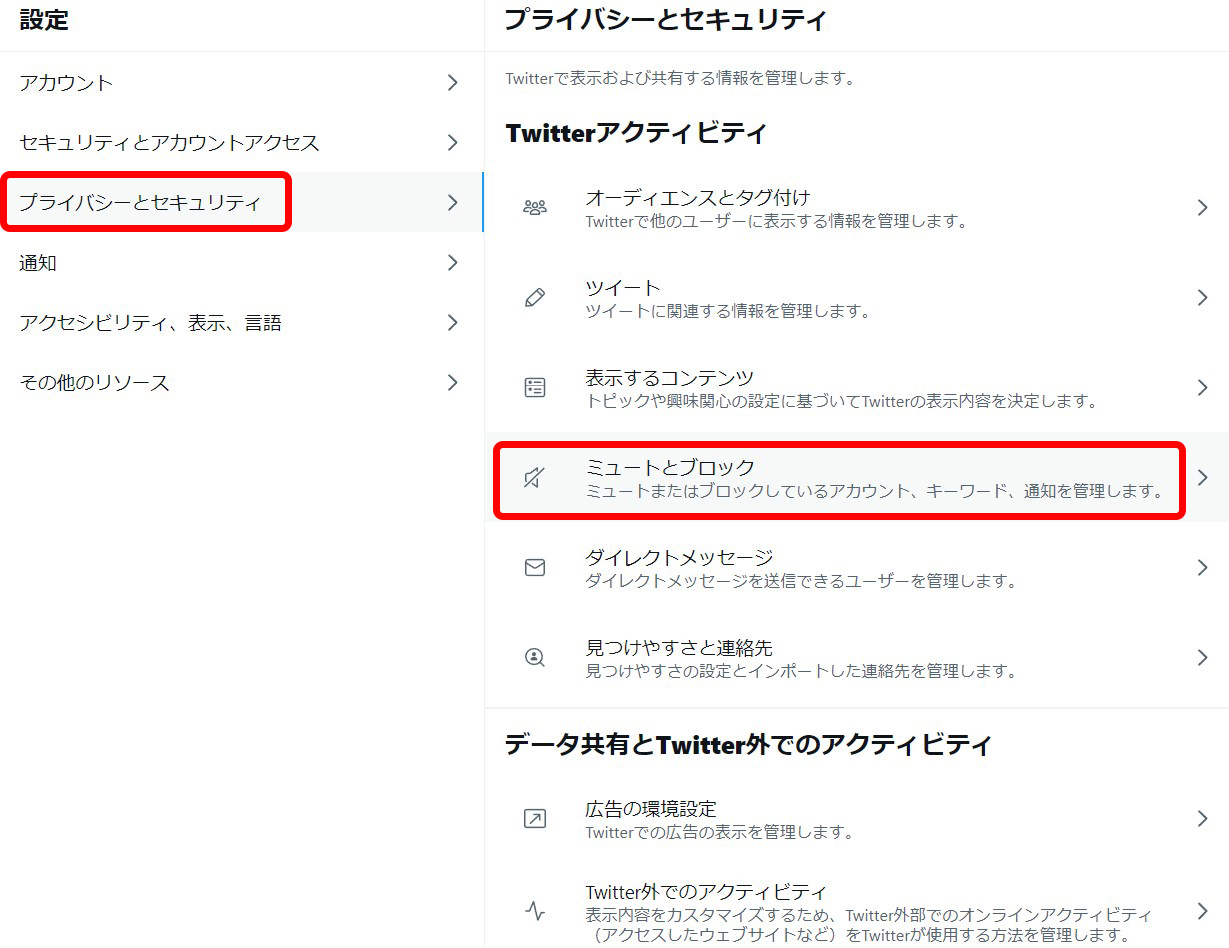 設定
アカウント
セキュリティとアカウントアクセス
プライバシーとセキュリティ
通知
アクセシビリティ、表示、言語
その他のリソース
プライバシーとセキュリティ
Twitterで表示および共有する情報を管理します。
Twitterアクティビティ
オーディエンスとタグ付け
Twitterで他のユーザーに表示する情報を管理します。
ツイート
ツイートに関連する情報を管理します。
表示するコンテンツ
トピックや興味関心の設定に基づいてTwitterの表示内容を決定します。
ミュートとブロック
ミュートまたはブロックしているアカウント、キーワード、通知を管理します。
ダイレクトメッセージ
ダイレクトメッセージを送信できるユーザーを管理します。
見つけやすさと連絡先
見つけやすさの設定とインポートした連絡先を管理します。
データ共有とTwitter外でのアクティビティ
広告の環境設定
Twitterでの広告の表示を管理します。
Twitter外でのアクティビティ
表示内容をカスタマイズするため、Twitter外部でのオンラインアクティビティ
（アクセスしたウェブサイトなど）をTwitterが使用する方法を管理します。